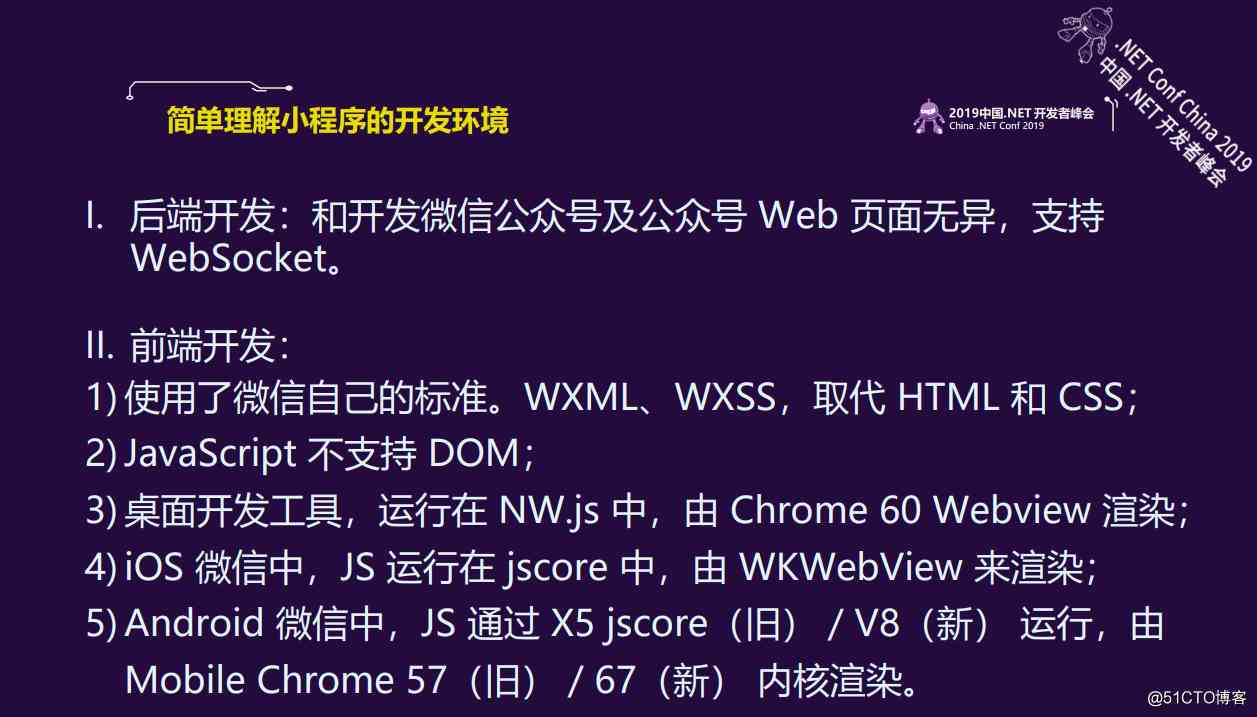 .NET Conf China 2019
中国 .NET 开发者峰会
简单理解小程序的开发环境
2019中国.NET 开发者峰会
China .NET Conf 2019
I. 后端开发：和开发微信公众号及公众号 Web 页面无异，支持
WebSocket。
II. 前端开发：
1) 使用了微信自己的标准。WXML、WXSS，取代 HTML 和 CSS；
2) JavaScript 不支持 DOM；
3) 桌面开发工具，运行在 NW.js 中，由 Chrome 60 Webview 渲染；
4) iOS 微信中，JS 运行在 jscore 中，由 WKWebView 来渲染；
5) Android 微信中，JS 通过 X5 jscore（旧） / V8（新） 运行，由
Mobile Chrome 57（旧） / 67（新） 内核渲染。
@51CTO博客